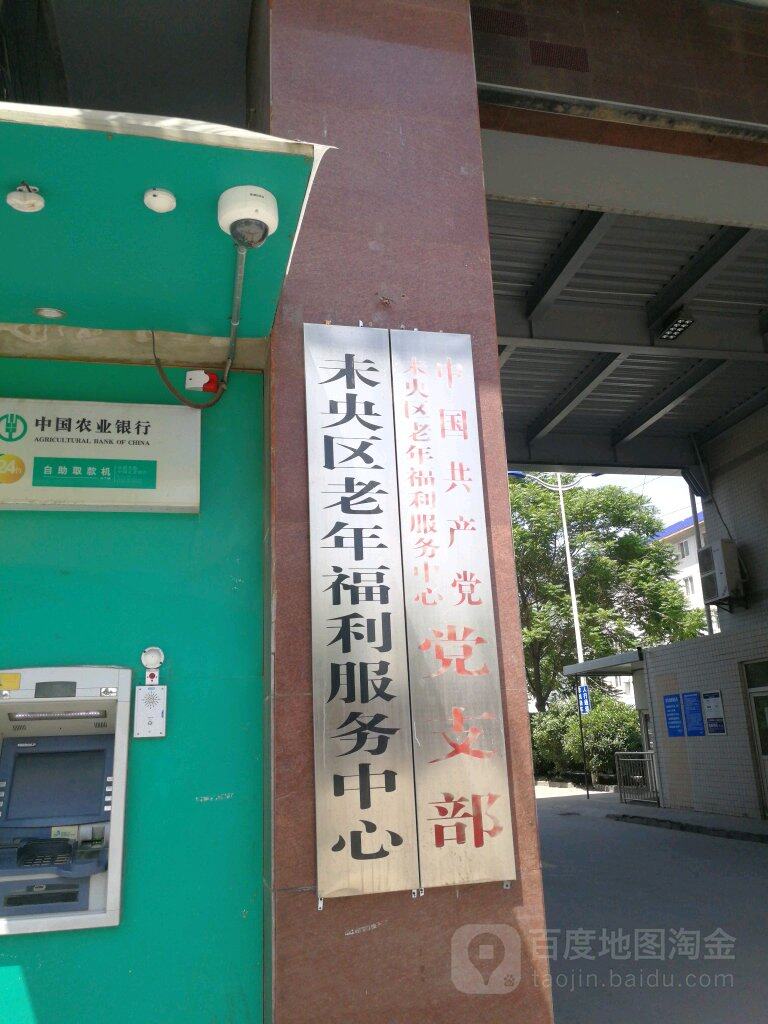 中国农业银行
AGRICULTURAL BANK OF CHINA
24
自助取款机
未央区老年福利服务中心
中国共产党
未央区老年福利服务中心
党支部
百度地图淘金
taojin.baidu.com